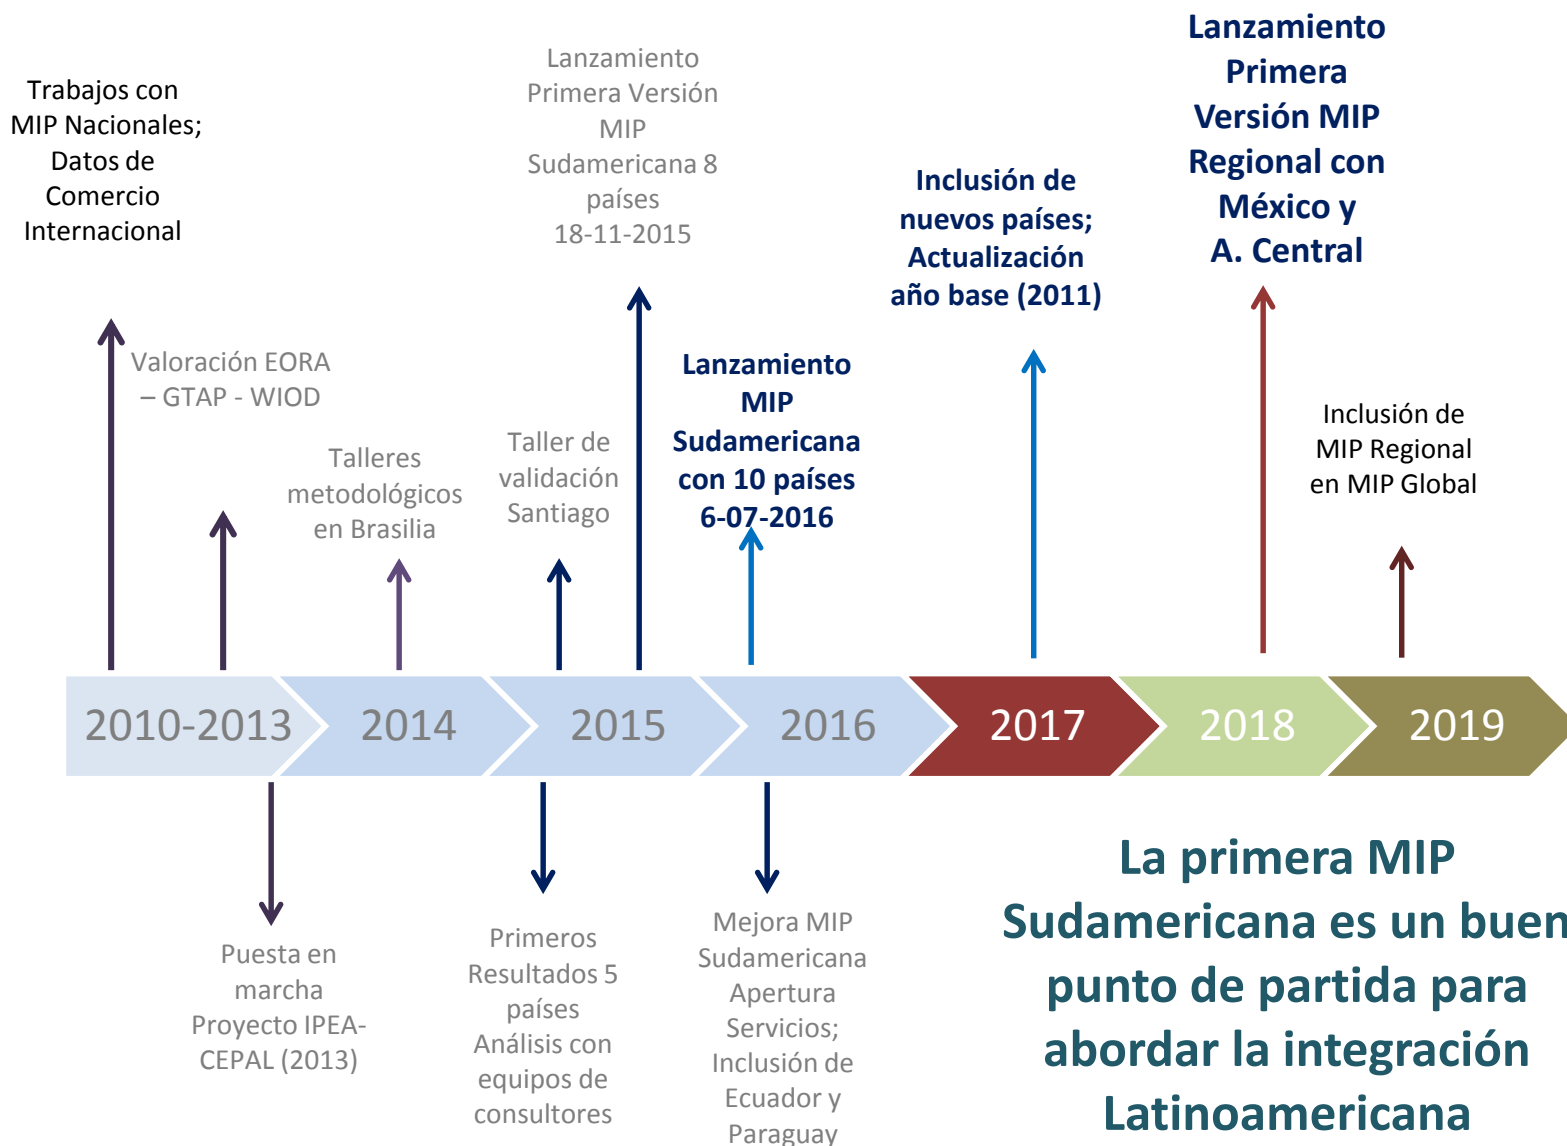 Trabajos con
MIP Nacionales;
Datos de
Comercio
Internacional
Valoración EORA
– GTAP - WIOD
Talleres
metodológicos
en Brasilia
Taller de
validación
Santiago
Lanzamiento
Primera Versión
MIP
Sudamericana 8
países
18-11-2015
Lanzamiento
MIP
Sudamericana
con 10 países
6-07-2016
Inclusión de
nuevos países;
Actualización
año base (2011)
Lanzamiento
Primera
Versión MIP
Regional con
México y
A. Central
Inclusión de
MIP Regional
en MIP Global
2010-2013
2014
2015
2016
2017
2018
2019
Puesta en
marcha
Proyecto IPEA-
CEPAL (2013)
Primeros
Resultados 5
países
Análisis con
equipos de
consultores
Mejora MIP
Sudamericana
Apertura
Servicios;
Inclusión de
Ecuador y
Paraguay
La primera MIP
Sudamericana es un buen
punto de partida para
abordar la integración
Latinoamericana